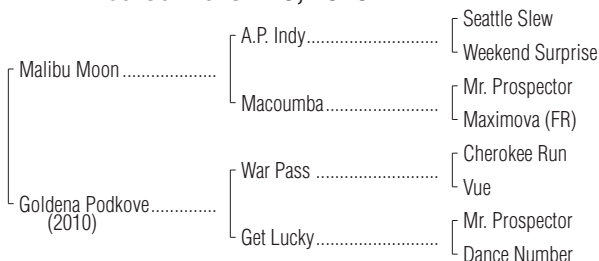 Malibu Moon ...................
A.P. Indy...........................
Seattle Slew
Weekend Surprise
Macoumba.......................
Mr. Prospector
Maximova (FR)
Goldena Podkove.............
(2010)
War Pass .........................
Cherokee Run
Vue
Get Lucky.........................
Mr. Prospector
Dance Number